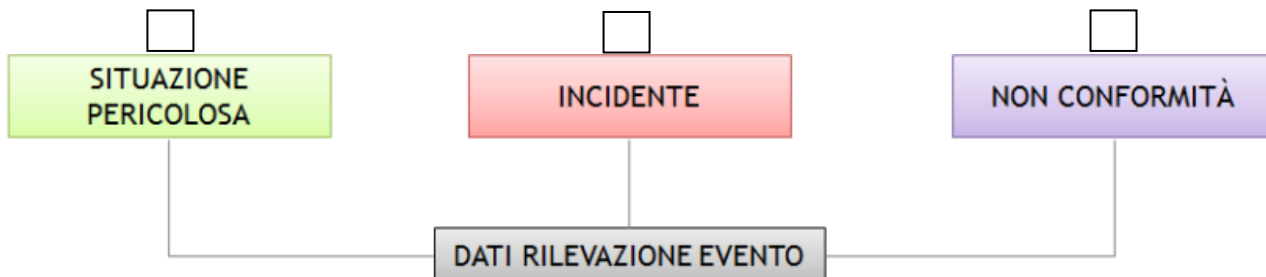 SITUAZIONE
PERICOLOSA
INCIDENTE
NON CONFORMITÀ
DATI RILEVAZIONE EVENTO